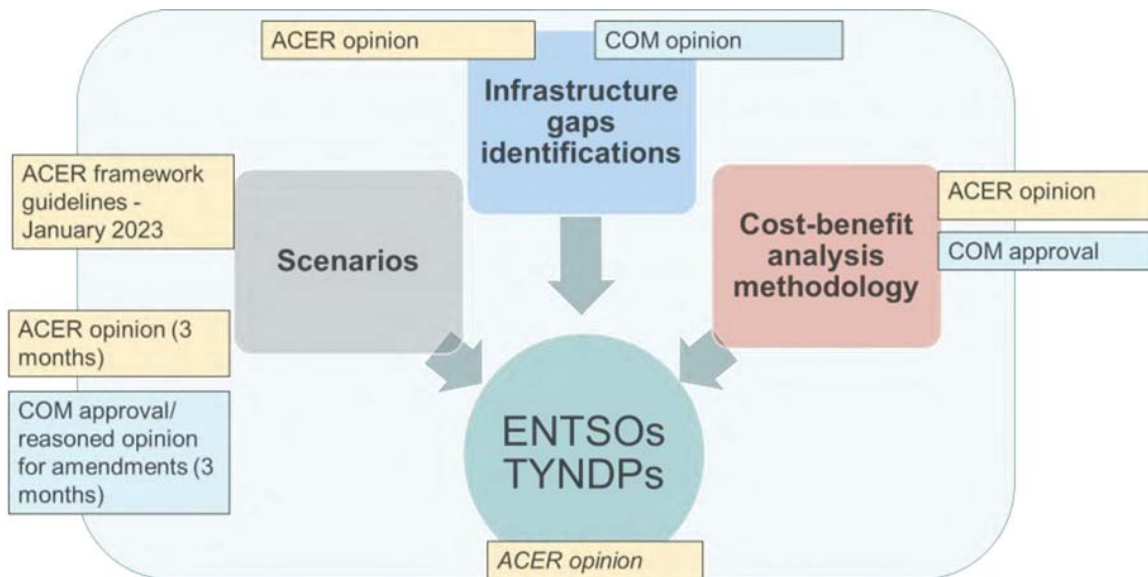 ACER opinion
COM opinion
Infrastructure
gaps
identifications
ACER framework
guidelines -
January 2023
Scenarios
ACER opinion (3
months)
COM approval/
reasoned opinion
for amendments (3
months)
Cost-benefit
analysis
methodology
ACER opinion
COM approval
ENTSOs
TYNDPs
ACER opinion